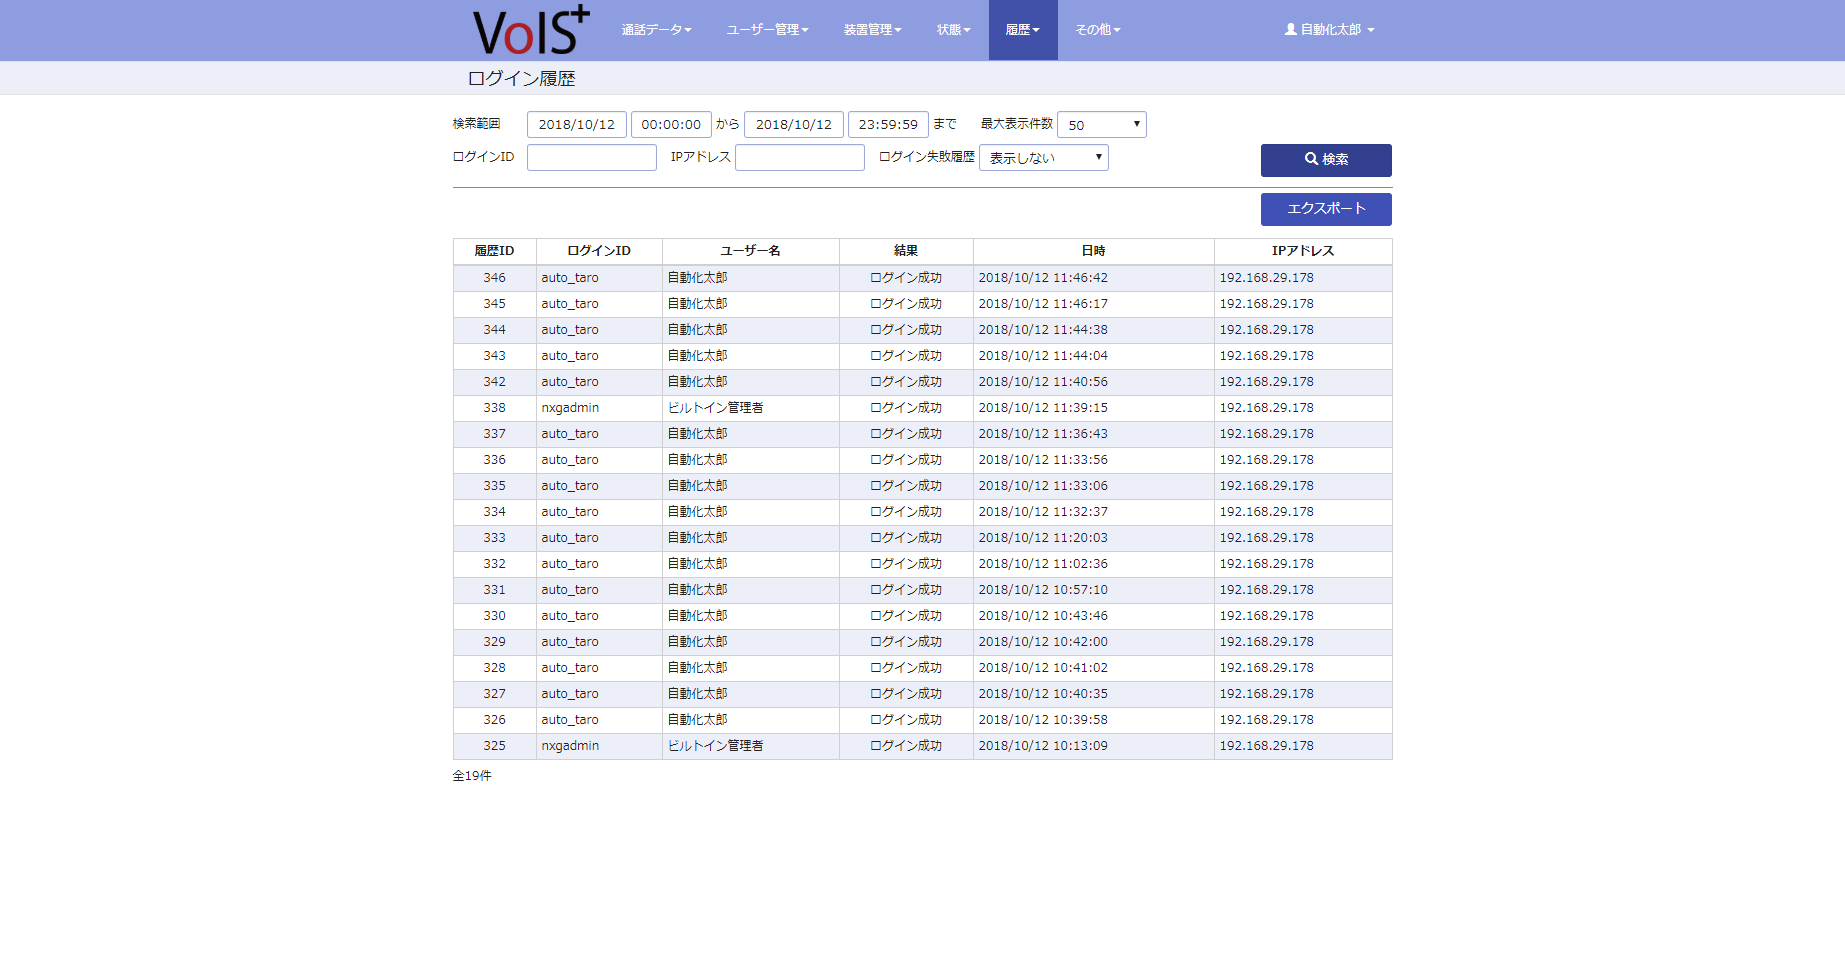 VoIS+ 通話データ ユーザー管理 装置管理 状態 履歴 その他 自動化太郎
ログイン履歴
検索範囲 2018/10/12 00:00:00 から 2018/10/12 23:59:59 まで 最大表示件数 50
ログインID IPアドレス ログイン失敗履歴 表示しない 検索
エクスポート
履歴ID ログインID ユーザー名 結果 日時 IPアドレス
346 auto_taro 自動化太郎 ログイン成功 2018/10/12 11:46:42 192.168.29.178
345 auto_taro 自動化太郎 ログイン成功 2018/10/12 11:46:17 192.168.29.178
344 auto_taro 自動化太郎 ログイン成功 2018/10/12 11:44:38 192.168.29.178
343 auto_taro 自動化太郎 ログイン成功 2018/10/12 11:44:04 192.168.29.178
342 auto_taro 自動化太郎 ログイン成功 2018/10/12 11:40:56 192.168.29.178
338 nxgadmin ビルトイン管理者 ログイン成功 2018/10/12 11:39:15 192.168.29.178
337 auto_taro 自動化太郎 ログイン成功 2018/10/12 11:36:43 192.168.29.178
336 auto_taro 自動化太郎 ログイン成功 2018/10/12 11:33:56 192.168.29.178
335 auto_taro 自動化太郎 ログイン成功 2018/10/12 11:33:06 192.168.29.178
334 auto_taro 自動化太郎 ログイン成功 2018/10/12 11:32:37 192.168.29.178
333 auto_taro 自動化太郎 ログイン成功 2018/10/12 11:20:03 192.168.29.178
332 auto_taro 自動化太郎 ログイン成功 2018/10/12 11:02:36 192.168.29.178
331 auto_taro 自動化太郎 ログイン成功 2018/10/12 10:57:10 192.168.29.178
330 auto_taro 自動化太郎 ログイン成功 2018/10/12 10:43:46 192.168.29.178
329 auto_taro 自動化太郎 ログイン成功 2018/10/12 10:42:00 192.168.29.178
328 auto_taro 自動化太郎 ログイン成功 2018/10/12 10:41:02 192.168.29.178
327 auto_taro 自動化太郎 ログイン成功 2018/10/12 10:40:35 192.168.29.178
326 auto_taro 自動化太郎 ログイン成功 2018/10/12 10:39:58 192.168.29.178
325 nxgadmin ビルトイン管理者 ログイン成功 2018/10/12 10:13:09 192.168.29.178
全19件